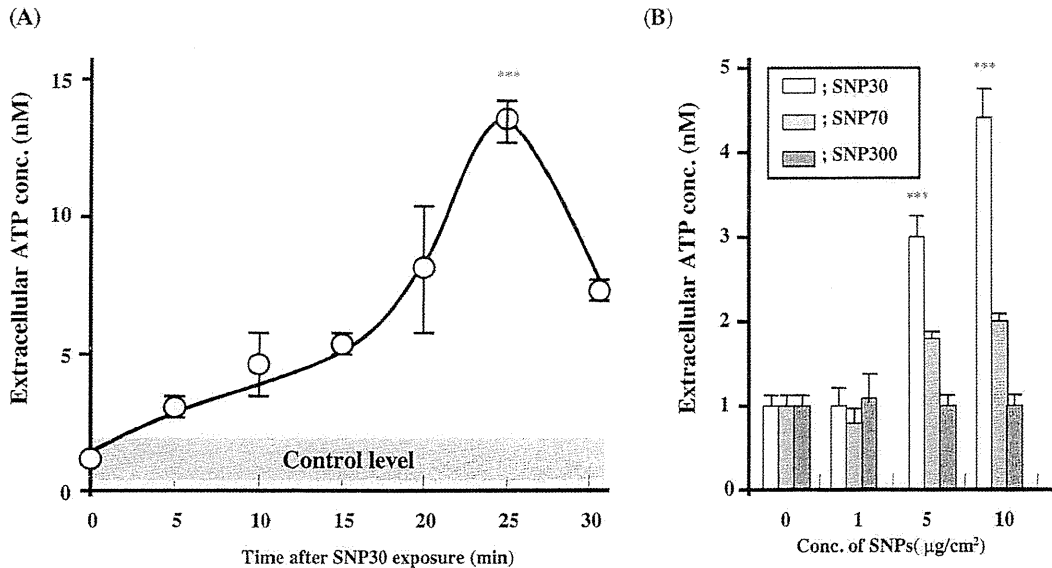 (A)
Extracellular ATP conc. (nM)
15
10
5
0
***
Control level
0 5 10 15 20 25 30
Time after SNP30 exposure (min)
(B)
Extracellular ATP conc. (nM)
5
4
3
2
1
0
; SNP30
; SNP70
; SNP300
***
***
0 1 5 10
Conc. of SNPs( μg/cm²)